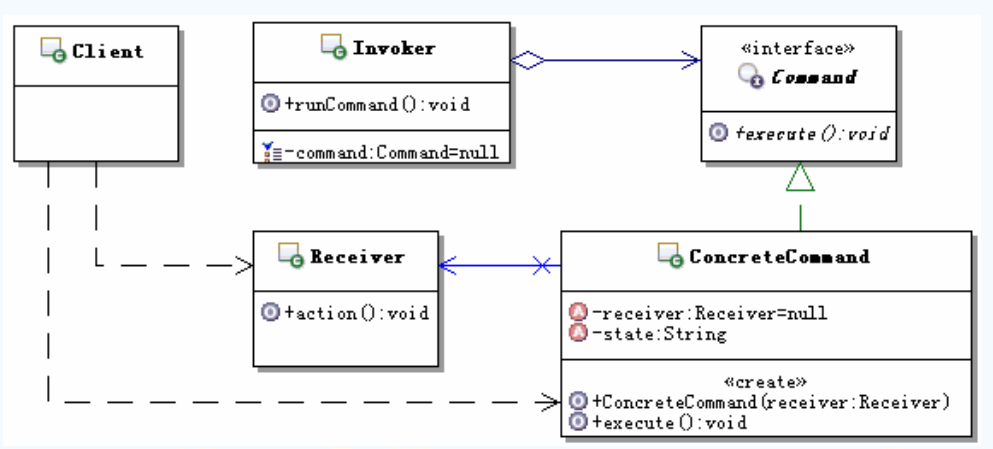 Client
Invoker
+runCommand():void
-command:Command=null
«interface»
Command
+execute():void
Receiver
+action():void
ConcreteCommand
-receiver:Receiver=null
-state:String
«create»
+ConcreteCommand(receiver:Receiver)
+execute():void